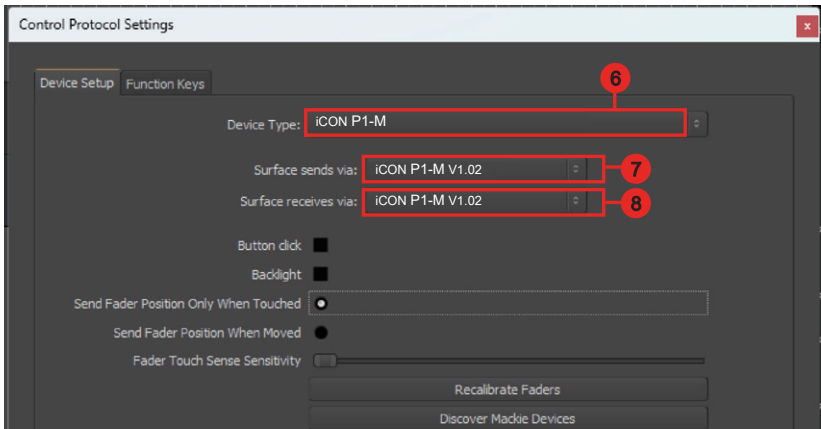 Control Protocol Settings
x
Device Setup Function Keys
6
Device Type: iCON P1-M
Surface sends via: iCON P1-M V1.02 7
Surface receives via: iCON P1-M V1.02 8
Button click
Backlight
Send Fader Position Only When Touched
Send Fader Position When Moved
Fader Touch Sense Sensitivity
Recalibrate Faders
Discover Mackie Devices